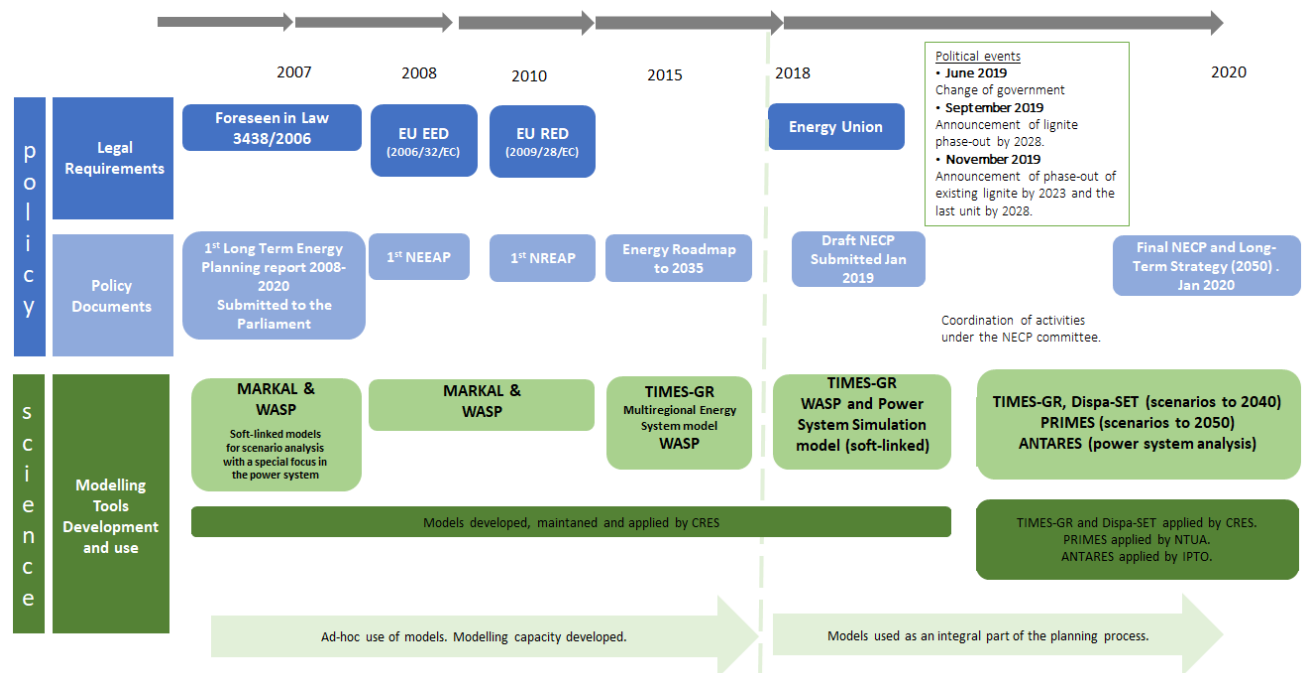 2007
2008
2010
2015
2018
2020
Political events
• June 2019
Change of government
• September 2019
Announcement of lignite
phase-out by 2028.
• November 2019
Announcement of phase-out of
existing lignite by 2023 and the
last unit by 2028.
policy
Legal
Requirements
Foreseen in Law
3438/2006
EU EED
(2006/32/EC)
EU RED
(2009/28/EC)
Energy Union
Policy
Documents
1st Long Term Energy
Planning report 2008-
2020
Submitted to the
Parliament
1st NEEAP
1st NREAP
Energy Roadmap
to 2035
Draft NECP
Submitted Jan
2019
Final NECP and Long-
Term Strategy (2050) .
Jan 2020
Coordination of activities
under the NECP committee.
science
Modelling
Tools
Development
and use
MARKAL &
WASP
Soft-linked models
for scenario analysis
with a special focus in
the power system
MARKAL &
WASP
TIMES-GR
Multiregional Energy
System model
WASP
TIMES-GR
WASP and Power
System Simulation
model (soft-linked)
TIMES-GR, Dispa-SET (scenarios to 2040)
PRIMES (scenarios to 2050)
ANTARES (power system analysis)
Models developed, maintaned and applied by CRES
TIMES-GR and Dispa-SET applied by CRES.
PRIMES applied by NTUA.
ANTARES applied by IPTO.
Ad-hoc use of models. Modelling capacity developed.
Models used as an integral part of the planning process.